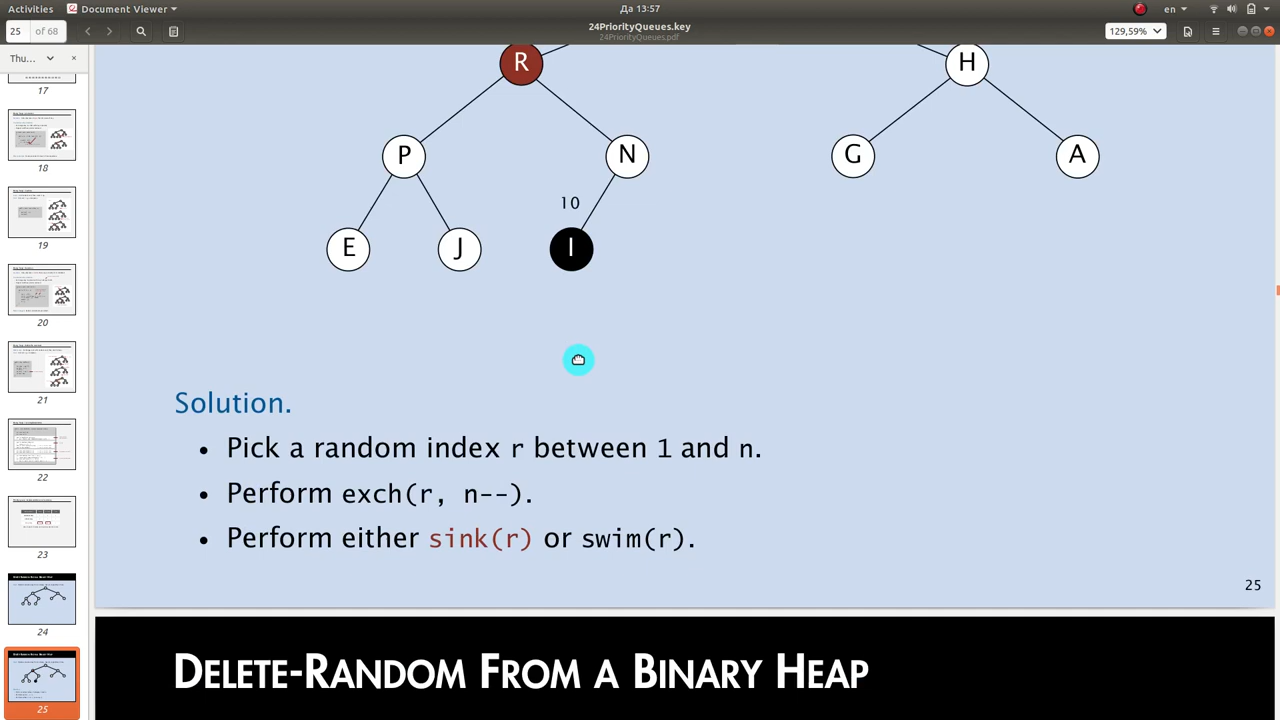 Activities
Document Viewer
Да 13:57
en
25
of 68
24PriorityQueues.key
24PriorityQueues.pdf
129,59%
Thu...
17
18
19
20
21
22
23
24
25
R
H
P
N
G
A
10
E
J
I
Solution.
• Pick a random index r between 1 and n.
• Perform exch(r, n--).
• Perform either sink(r) or swim(r).
25
DELETE-RANDOM FROM A BINARY HEAP